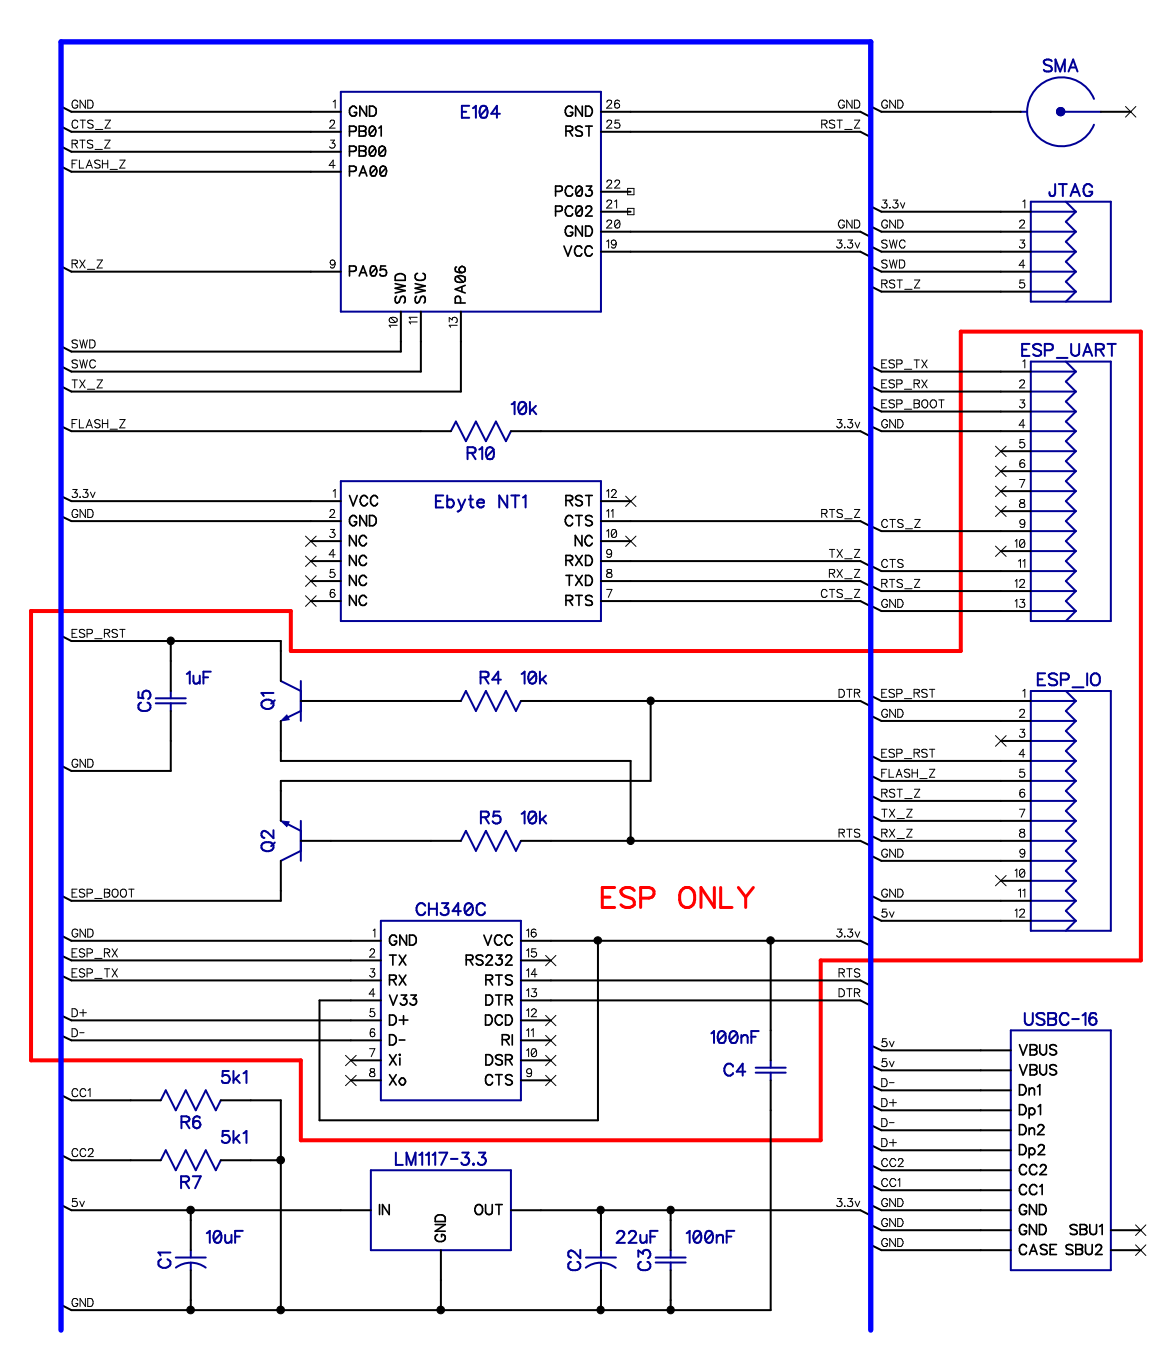 SMA
GND
GND
1
GND
CTS_Z
2
PB01
RTS_Z
3
PB00
FLASH_Z
4
PA00
RX_Z
9
PA05
E104
GND
26
GND
RST
25
RST_Z
PC03
22
PC02
21
GND
20
GND
VCC
19
3.3v
SWD
SWC
PA06
10
11
13
SWD
SWC
TX_Z
JTAG
3.3v
1
GND
2
SWC
3
SWD
4
RST_Z
5
FLASH_Z
10k
R10
3.3v
ESP_UART
ESP_TX
1
ESP_RX
2
ESP_BOOT
3
GND
4
5
6
7
8
CTS_Z
9
10
CTS
11
RTS_Z
12
GND
13
3.3v
1
VCC
GND
2
GND
3
NC
4
NC
5
NC
6
NC
Ebyte NT1
RST
12
CTS
11
RTS_Z
NC
10
RXD
9
TX_Z
TXD
8
RX_Z
RTS
7
CTS_Z
ESP_RST
1uF
C5
GND
Q1
R4
10k
DTR
Q2
R5
10k
RTS
ESP_BOOT
ESP ONLY
ESP_IO
ESP_RST
1
GND
2
3
ESP_RST
4
FLASH_Z
5
RST_Z
6
TX_Z
7
RX_Z
8
GND
9
10
GND
11
5v
12
CH340C
GND
1
GND
ESP_RX
2
TX
ESP_TX
3
RX
4
V33
D+
5
D+
D-
6
D-
7
Xi
8
Xo
VCC
16
3.3v
RS232
15
RTS
14
RTS
DTR
13
DTR
DCD
12
RI
11
DSR
10
CTS
9
100nF
C4
USBC-16
5v
VBUS
5v
VBUS
D-
Dn1
D+
Dp1
D-
Dn2
D+
Dp2
CC2
CC2
CC1
CC1
GND
GND
GND
GND
SBU1
GND
CASE
SBU2
CC1
5k1
R6
CC2
5k1
R7
LM1117-3.3
5v
IN
OUT
GND
3.3v
10uF
C1
22uF
C2
100nF
C3
GND